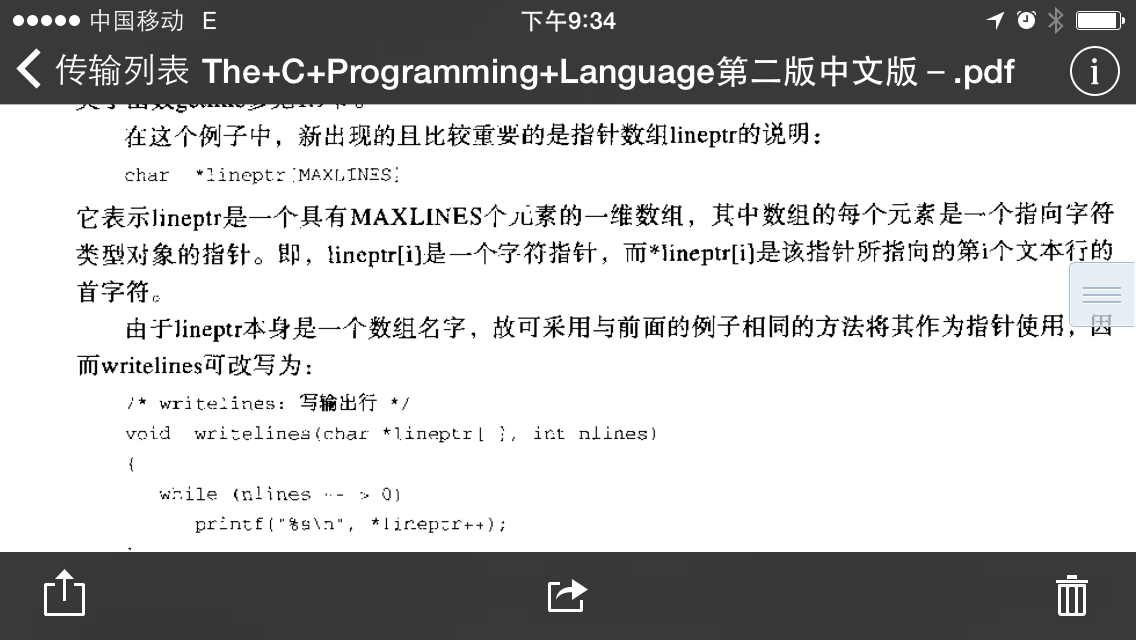 中国移动 E 下午9:34
传输列表 The+C+Programming+Language第二版中文版 – .pdf
在这个例子中，新出现的且比较重要的是指针数组lineptr的说明：
char *lineptr[MAXLINES]
它表示lineptr是一个具有MAXLINES个元素的一维数组，其中数组的每个元素是一个指向字符
类型对象的指针。即，lineptr[i]是一个字符指针，而*lineptr[i]是该指针所指向的第i个文本行的
首字符。
由于lineptr本身是一个数组名字，故可采用与前面的例子相同的方法将其作为指针使用，因
而writelines可改写为：
/* writelines: 写输出行 */
void writelines(char *lineptr[ ], int nlines)
{
while (nlines -- > 0)
printf("%s\n", *lineptr++);